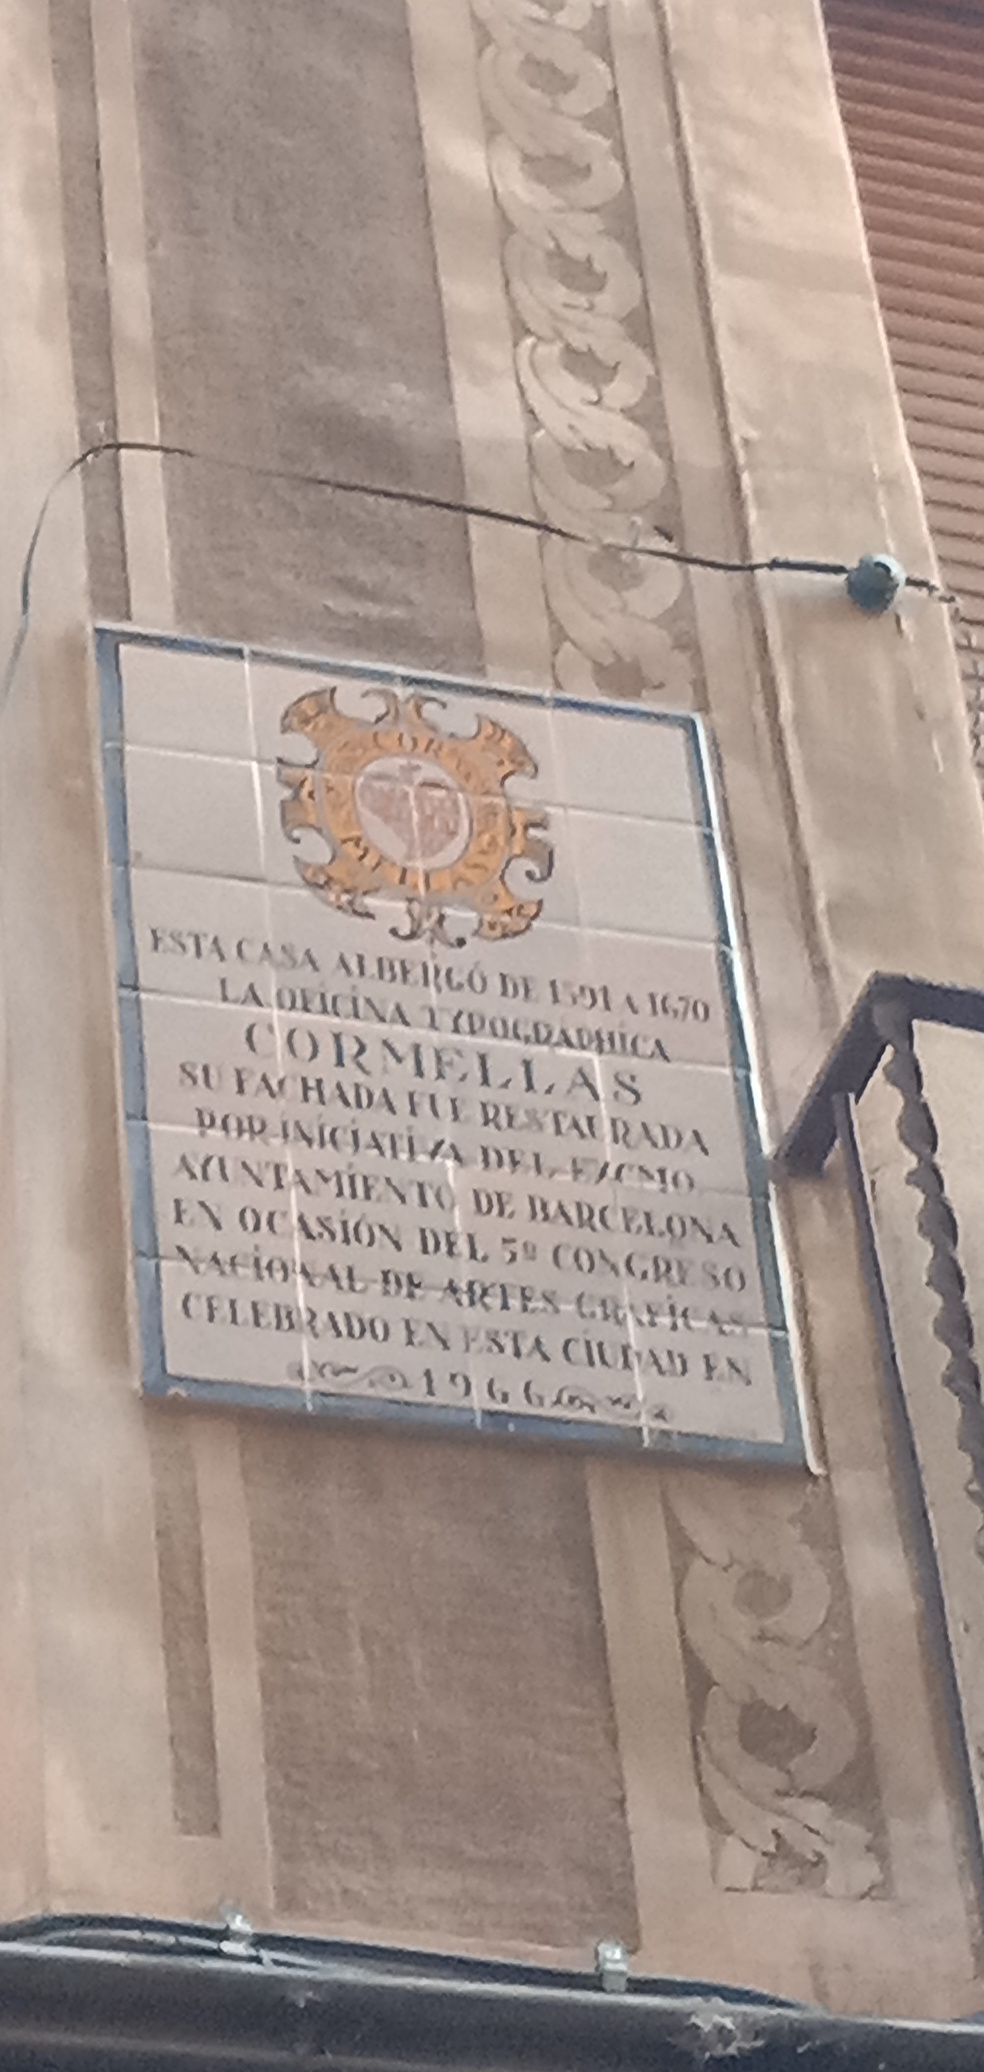 ESTA CASA ALBERGÓ DE 1591 A 1670
LA OFICINA TYPOGRAPHICA
CORMELLAS
SU FACHADA FUE RESTAURADA
POR INICIATIVA DEL EXCMO
AYUNTAMIENTO DE BARCELONA
EN OCASIÓN DEL 5º CONGRESO
NACIONAL DE ARTES GRAFICAS
CELEBRADO EN ESTA CIUDAD EN
1966